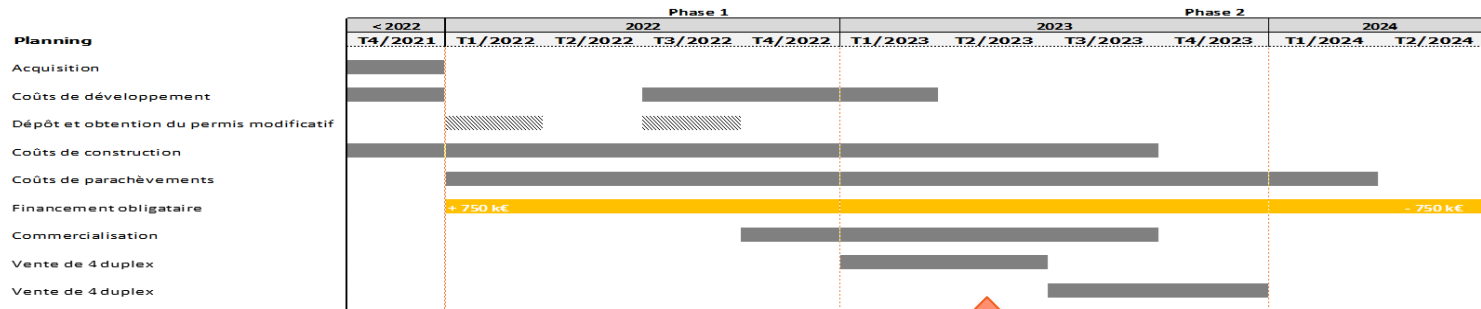 Phase 1 Phase 2
< 2022 2022 2023 2024
Planning T4/2021 T1/2022 T2/2022 T3/2022 T4/2022 T1/2023 T2/2023 T3/2023 T4/2023 T1/2024 T2/2024
Acquisition
Coûts de développement
Dépôt et obtention du permis modificatif
Coûts de construction
Coûts de parachèvements
Financement obligataire + 750 k€ - 750 k€
Commercialisation
Vente de 4 duplex
Vente de 4 duplex